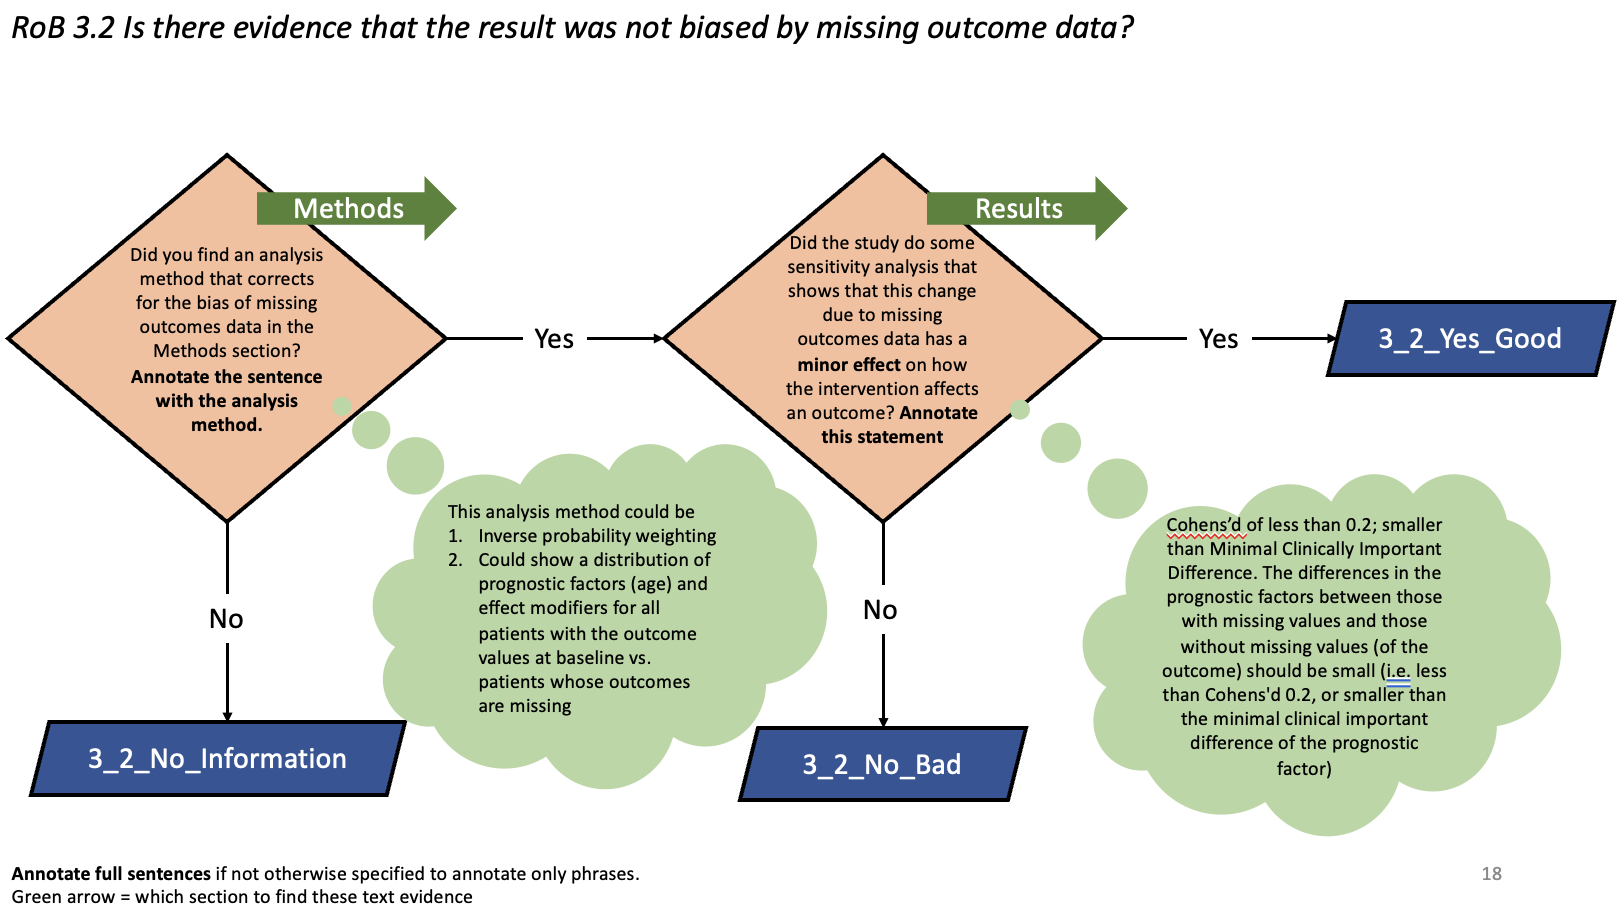 RoB 3.2 Is there evidence that the result was not biased by missing outcome data?
Methods
Did you find an analysis
method that corrects
for the bias of missing
outcomes data in the
Methods section?
Annotate the sentence
with the analysis
method.
Yes
No
3_2_No_Information
This analysis method could be
1. Inverse probability weighting
2. Could show a distribution of
prognostic factors (age) and
effect modifiers for all
patients with the outcome
values at baseline vs.
patients whose outcomes
are missing
Results
Did the study do some
sensitivity analysis that
shows that this change
due to missing
outcomes data has a
minor effect on how
the intervention affects
an outcome? Annotate
this statement
Yes
3_2_Yes_Good
No
3_2_No_Bad
Cohens’d of less than 0.2; smaller
than Minimal Clinically Important
Difference. The differences in the
prognostic factors between those
with missing values and those
without missing values (of the
outcome) should be small (i.e. less
than Cohens'd 0.2, or smaller than
the minimal clinical important
difference of the prognostic
factor)
Annotate full sentences if not otherwise specified to annotate only phrases.
Green arrow = which section to find these text evidence
18